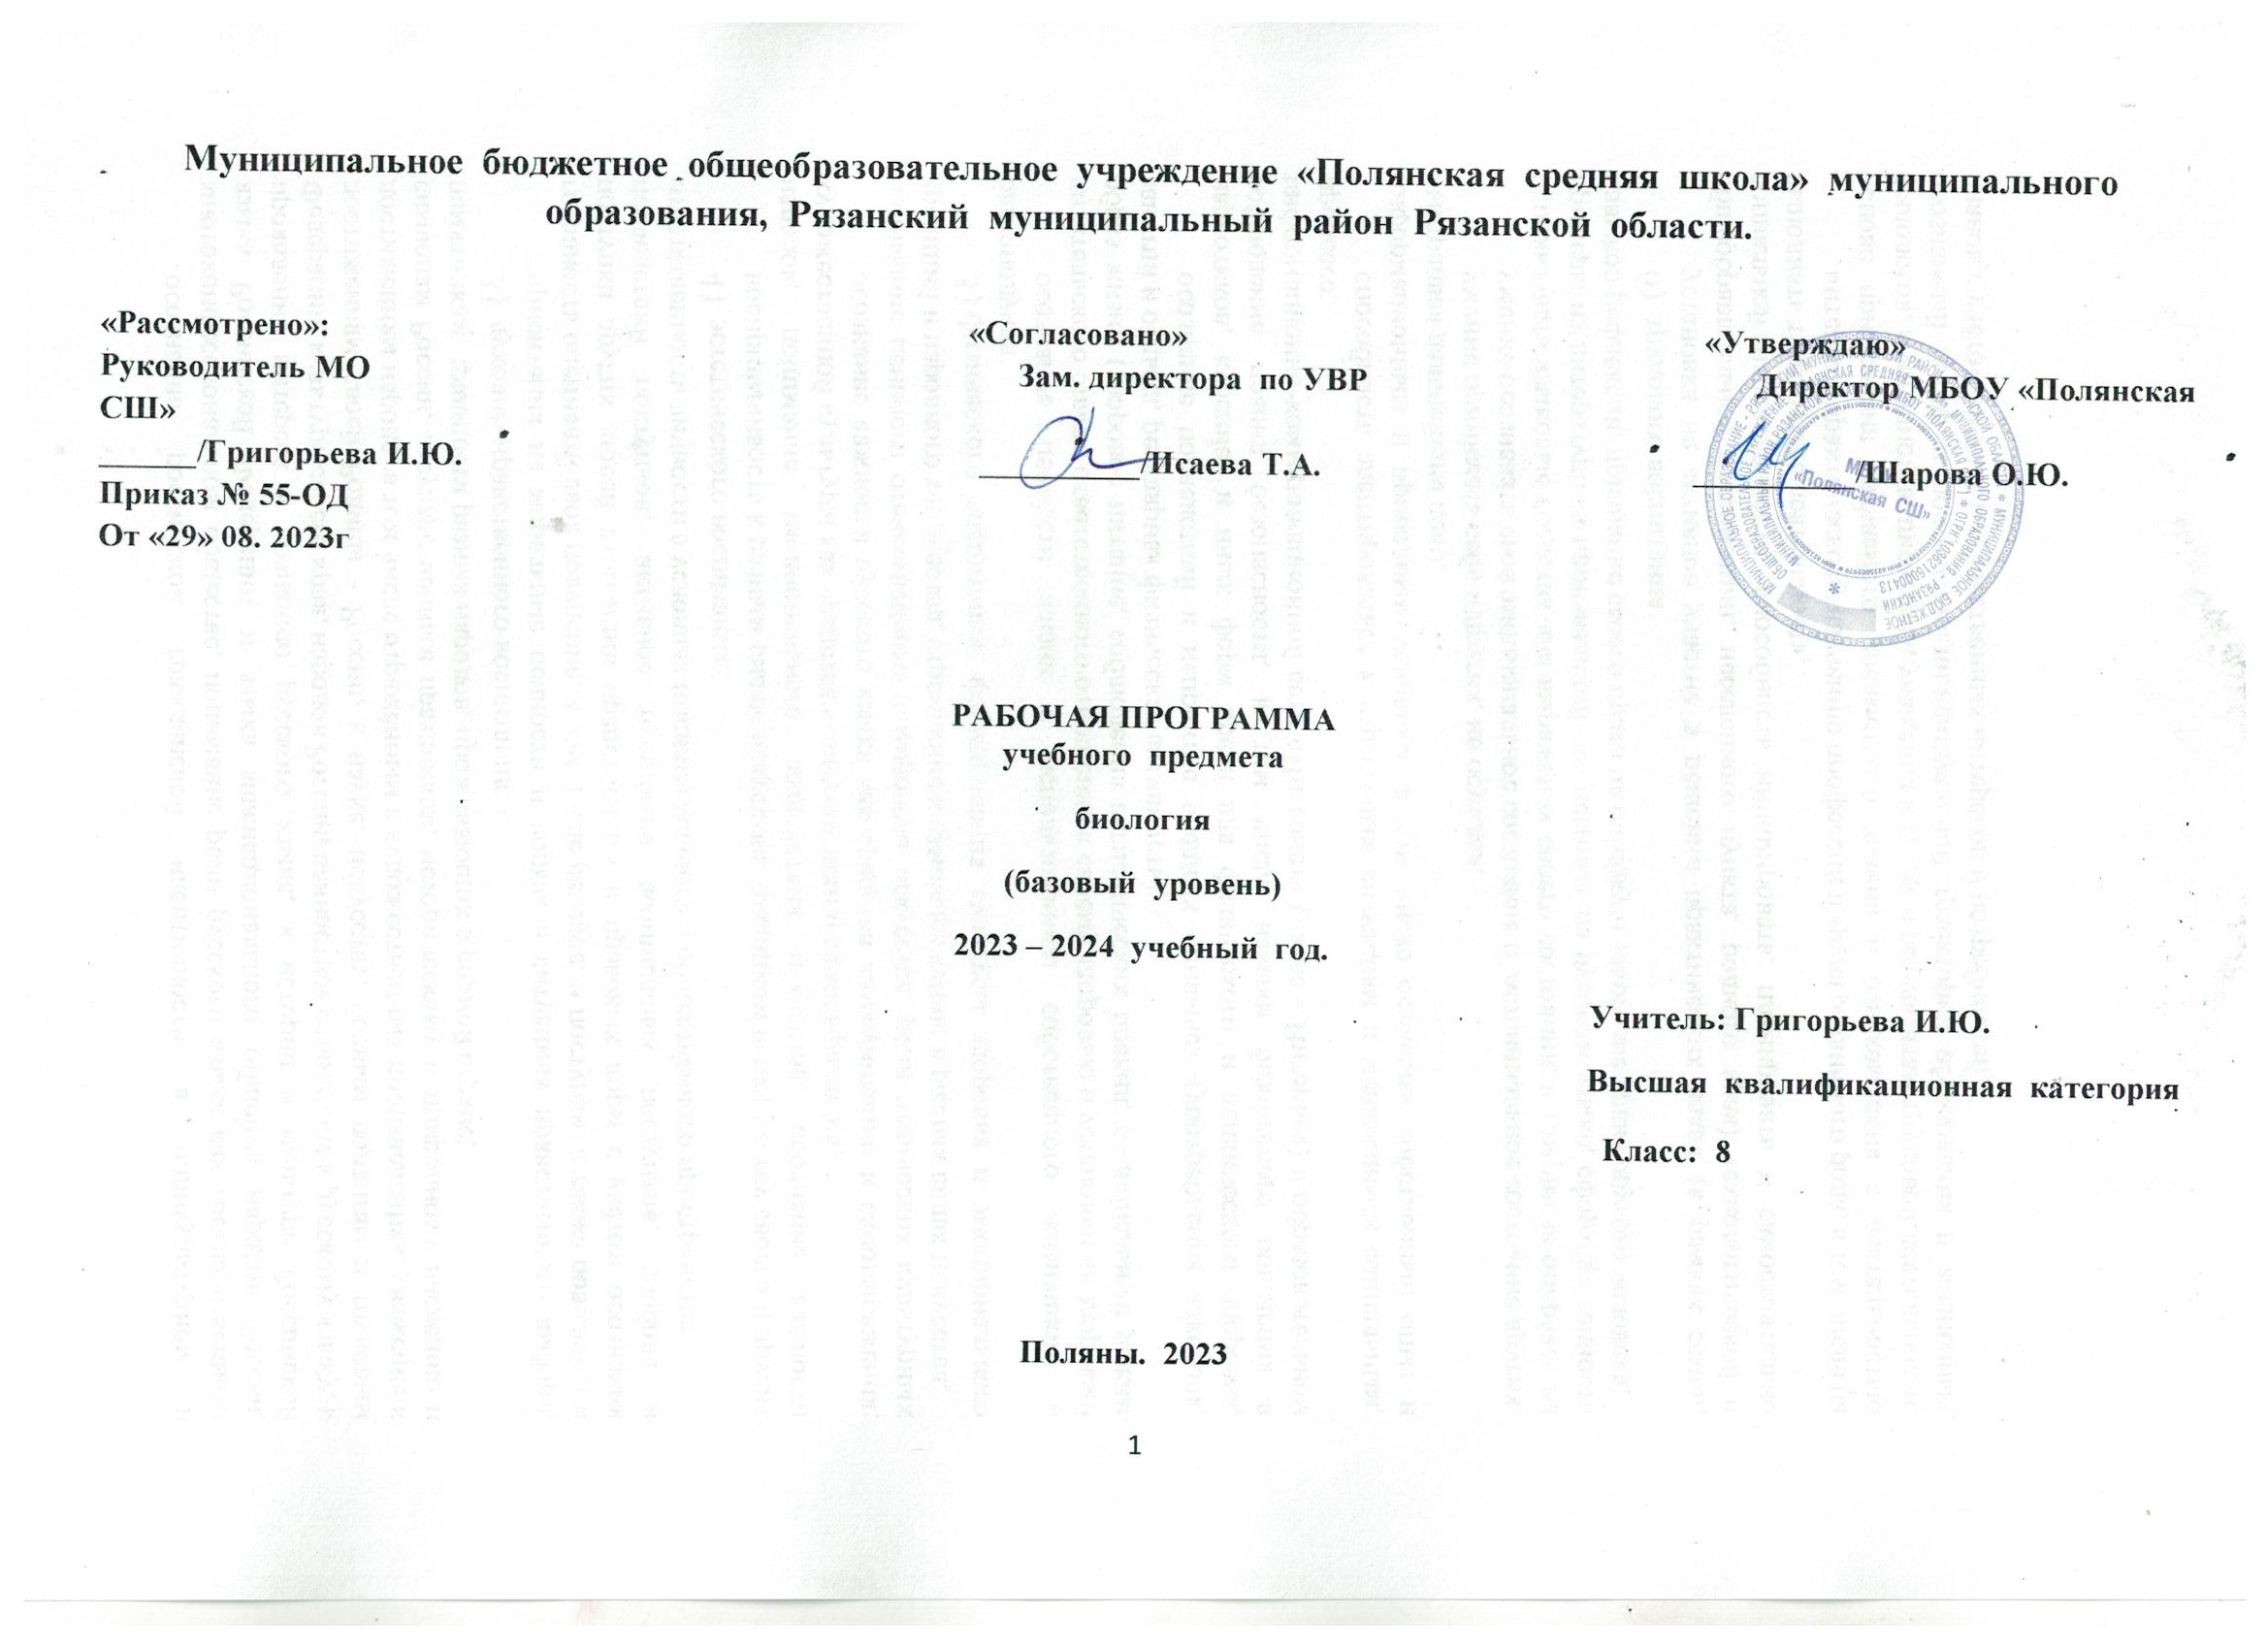 Муниципальное бюджетное общеобразовательное учреждение «Полянская средняя школа» муниципального
образования, Рязанский муниципальный район Рязанской области.
«Рассмотрено»:
Руководитель МО
СШ»
______/Григорьева И.Ю.
Приказ № 55-ОД
От «29» 08. 2023г
«Согласовано»
Зам. директора по УВР
__________/Исаева Т.А.
«Утверждаю»
Директор МБОУ «Полянская
__________/Шарова О.Ю.
«Полянская СШ»
РАБОЧАЯ ПРОГРАММА
учебного предмета
биология
(базовый уровень)
2023 – 2024 учебный год.
Учитель: Григорьева И.Ю.
Высшая квалификационная категория
Класс: 8
Поляны. 2023
1